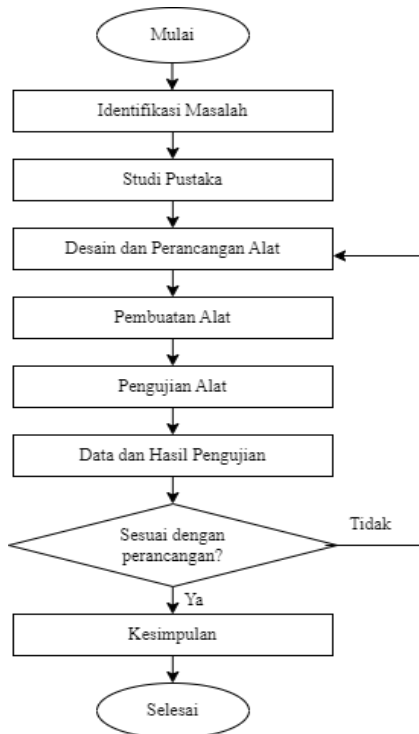 Mulai
Identifikasi Masalah
Studi Pustaka
Desain dan Perancangan Alat
Pembuatan Alat
Pengujian Alat
Data dan Hasil Pengujian
Sesuai dengan
perancangan?
Tidak
Ya
Kesimpulan
Selesai